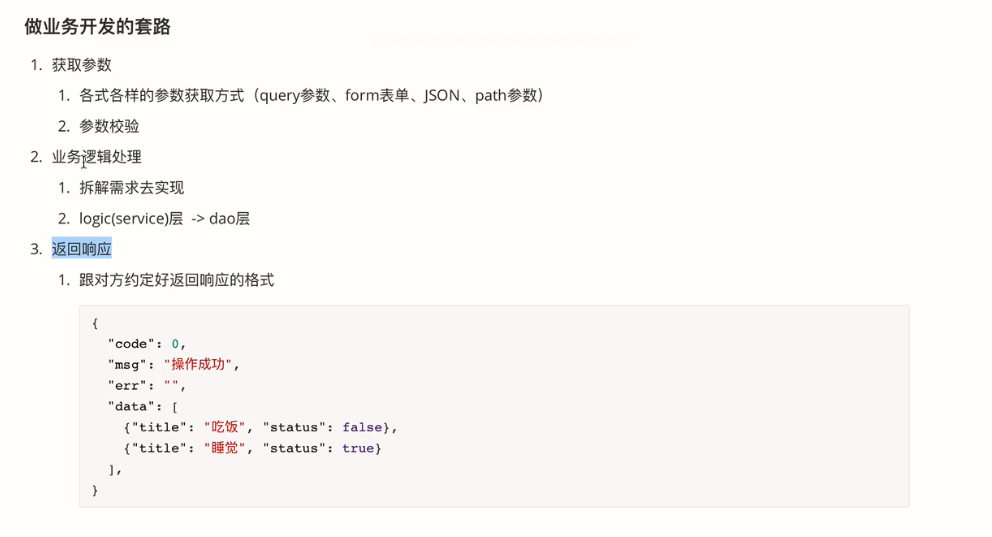 做业务开发的套路
1. 获取参数
1. 各式各样的参数获取方式（query参数、form表单、JSON、path参数）
2. 参数校验
2. 业务逻辑处理
1. 拆解需求去实现
2. logic(service)层 -> dao层
3. 返回响应
1. 跟对方约定好返回响应的格式
{
"code": 0,
"msg": "操作成功",
"err": "",
"data": [
{"title": "吃饭", "status": false},
{"title": "睡觉", "status": true}
],
}